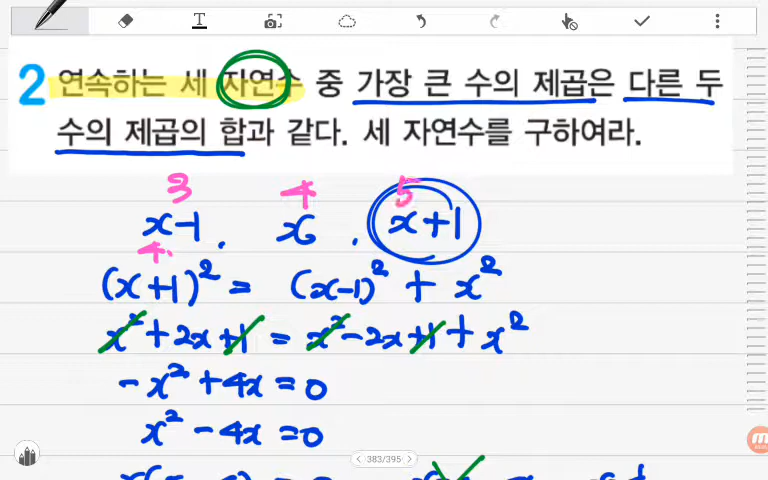 2 연속하는 세 자연수 중 가장 큰 수의 제곱은 다른 두
수의 제곱의 합과 같다. 세 자연수를 구하여라.
3 4 5
x-1, x, x+1
4
(x+1)² = (x-1)² + x²
x² + 2x + 1 = x² - 2x + 1 + x²
-x² + 4x = 0
x² - 4x = 0
383/395